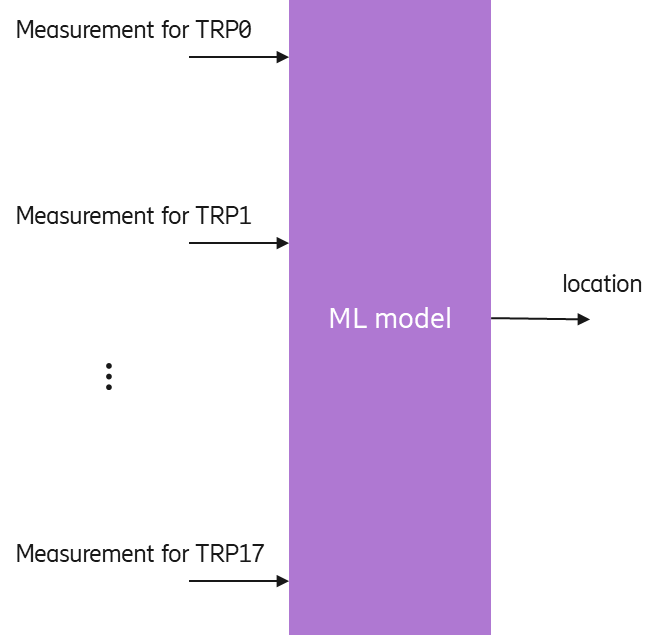 Measurement for TRP0
Measurement for TRP1
location
ML model
⋮
Measurement for TRP17